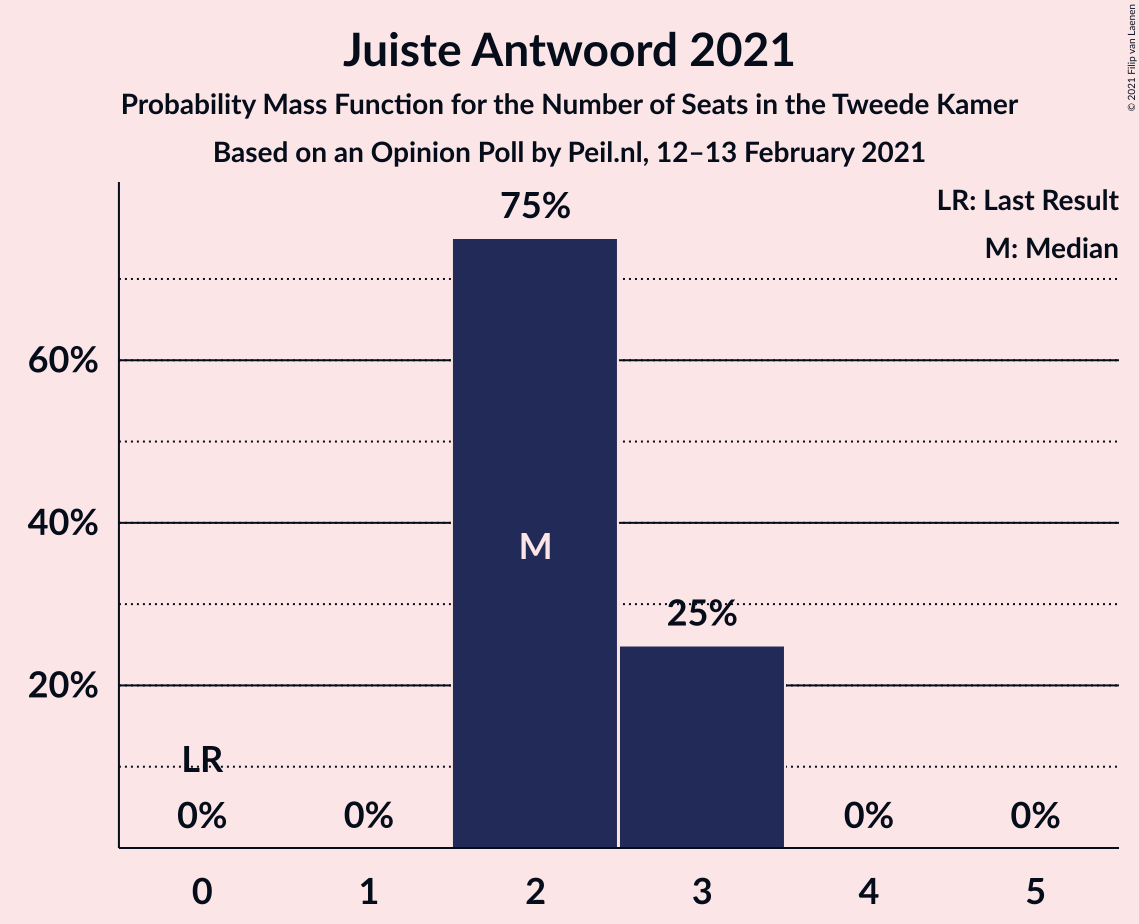 Juiste Antwoord 2021
Probability Mass Function for the Number of Seats in the Tweede Kamer
Based on an Opinion Poll by Peil.nl, 12–13 February 2021
© 2021 Filip van Laenen
LR: Last Result
M: Median
75%
60%
40%
M
25%
20%
LR
0%
0%
0%
0%
0
1
2
3
4
5